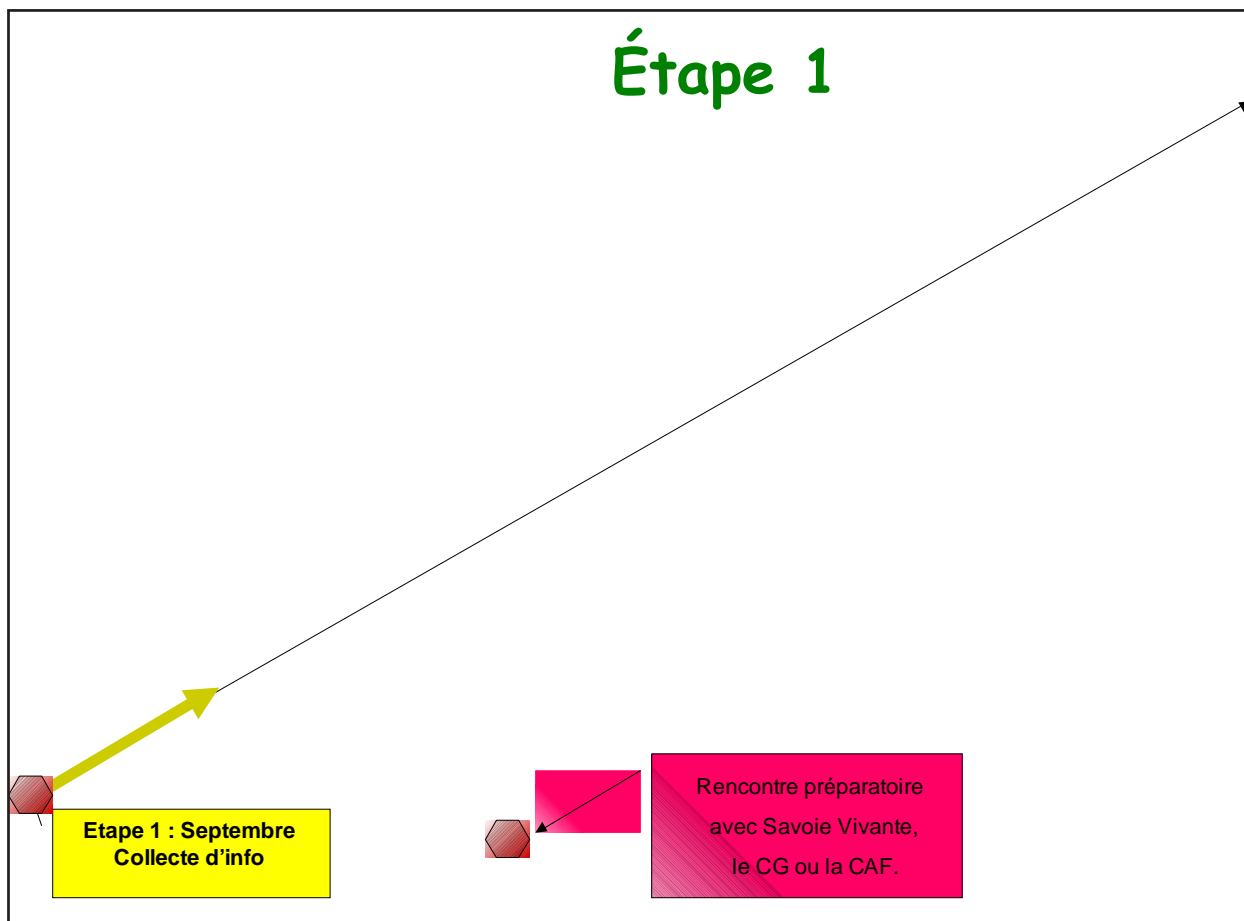 Étape 1
Etape 1 : Septembre
Collecte d’info
Rencontre préparatoire
avec Savoie Vivante,
le CG ou la CAF.